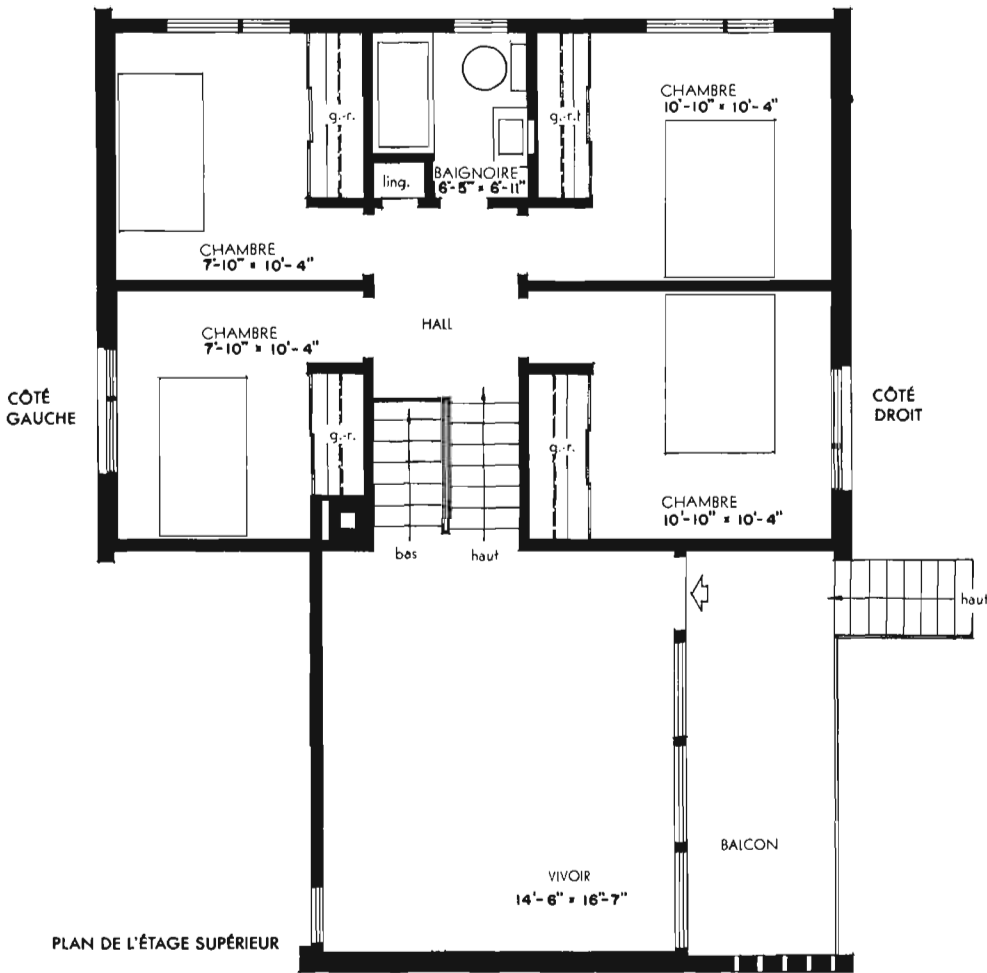 CHAMBRE
10'-10" x 10'-4"
g.-r.
g.-r.
ling.
BAIGNOIRE
6'-5" x 6'-11"
CHAMBRE
7'-10" x 10'-4"
HALL
CHAMBRE
7'-10" x 10'-4"
CÔTÉ
GAUCHE
CÔTÉ
DROIT
g.-r.
g.-r.
CHAMBRE
10'-10" x 10'-4"
bas
haut
haut
BALCON
VIVOIR
14'-6" x 16'-7"
PLAN DE L'ÉTAGE SUPÉRIEUR